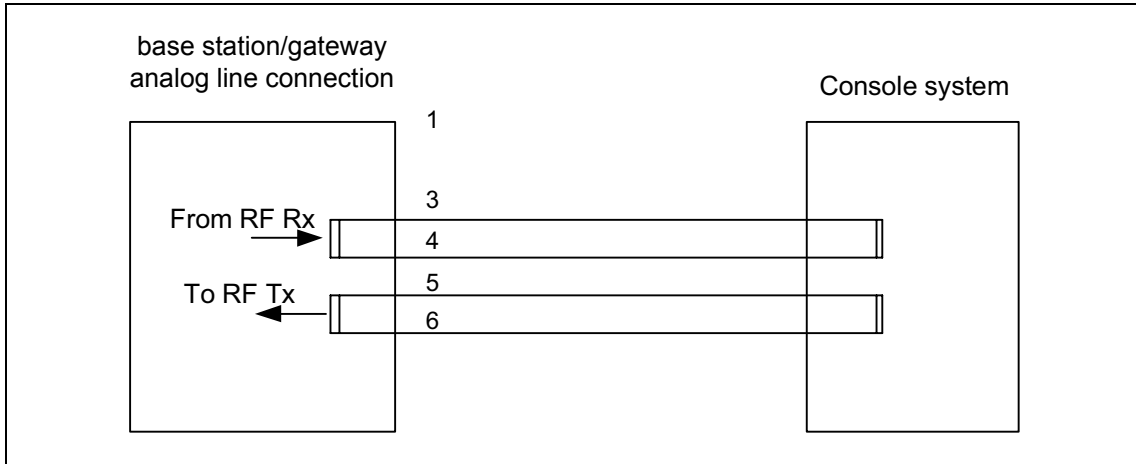 base station/gateway
analog line connection
Console system
1
3
From RF Rx
4
5
To RF Tx
6